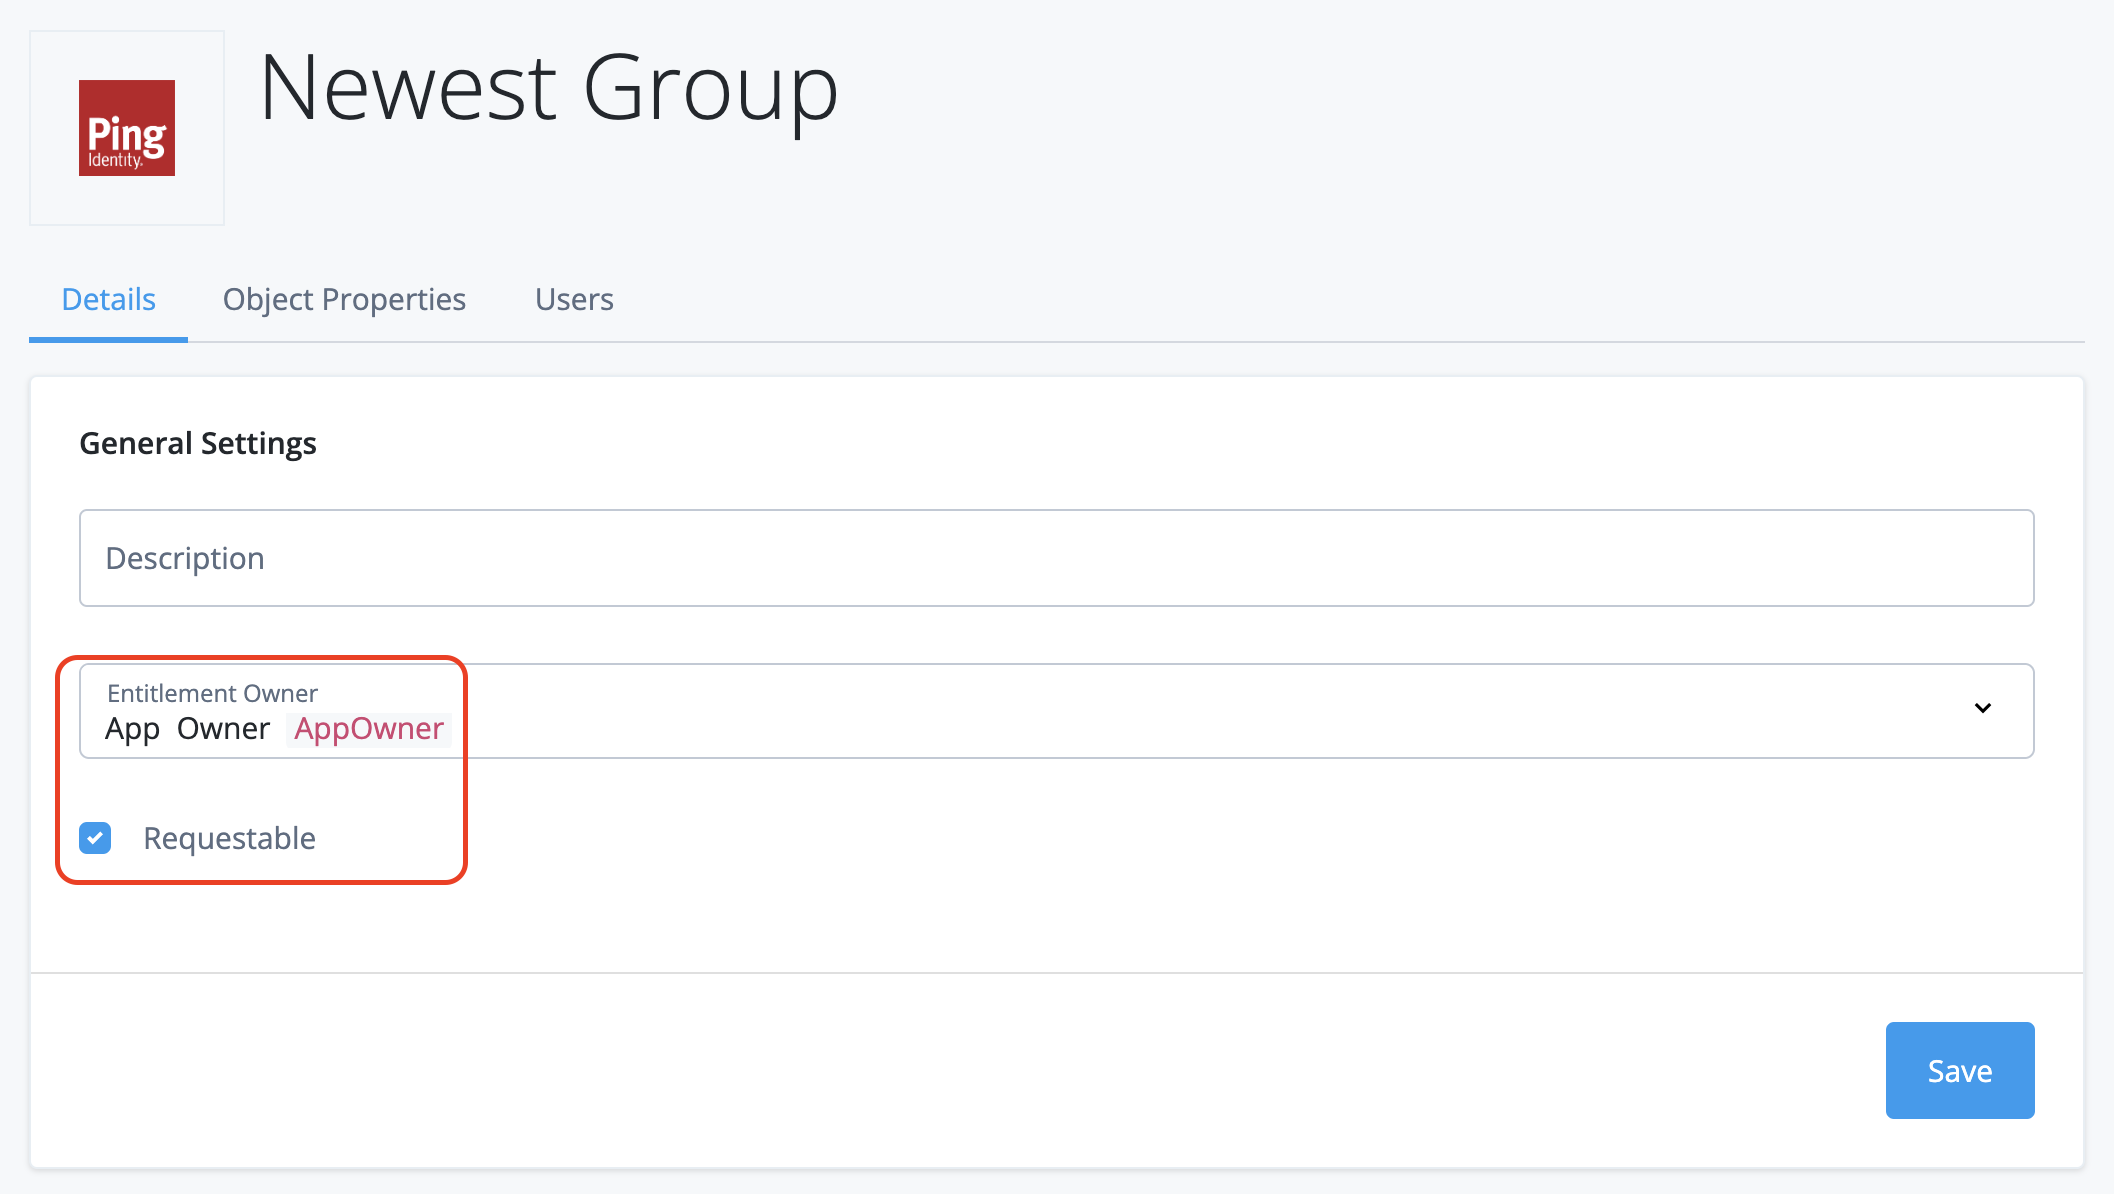 Ping
Identity.
Newest Group
Details Object Properties Users
General Settings
Description
Entitlement Owner
App Owner AppOwner
Requestable
Save